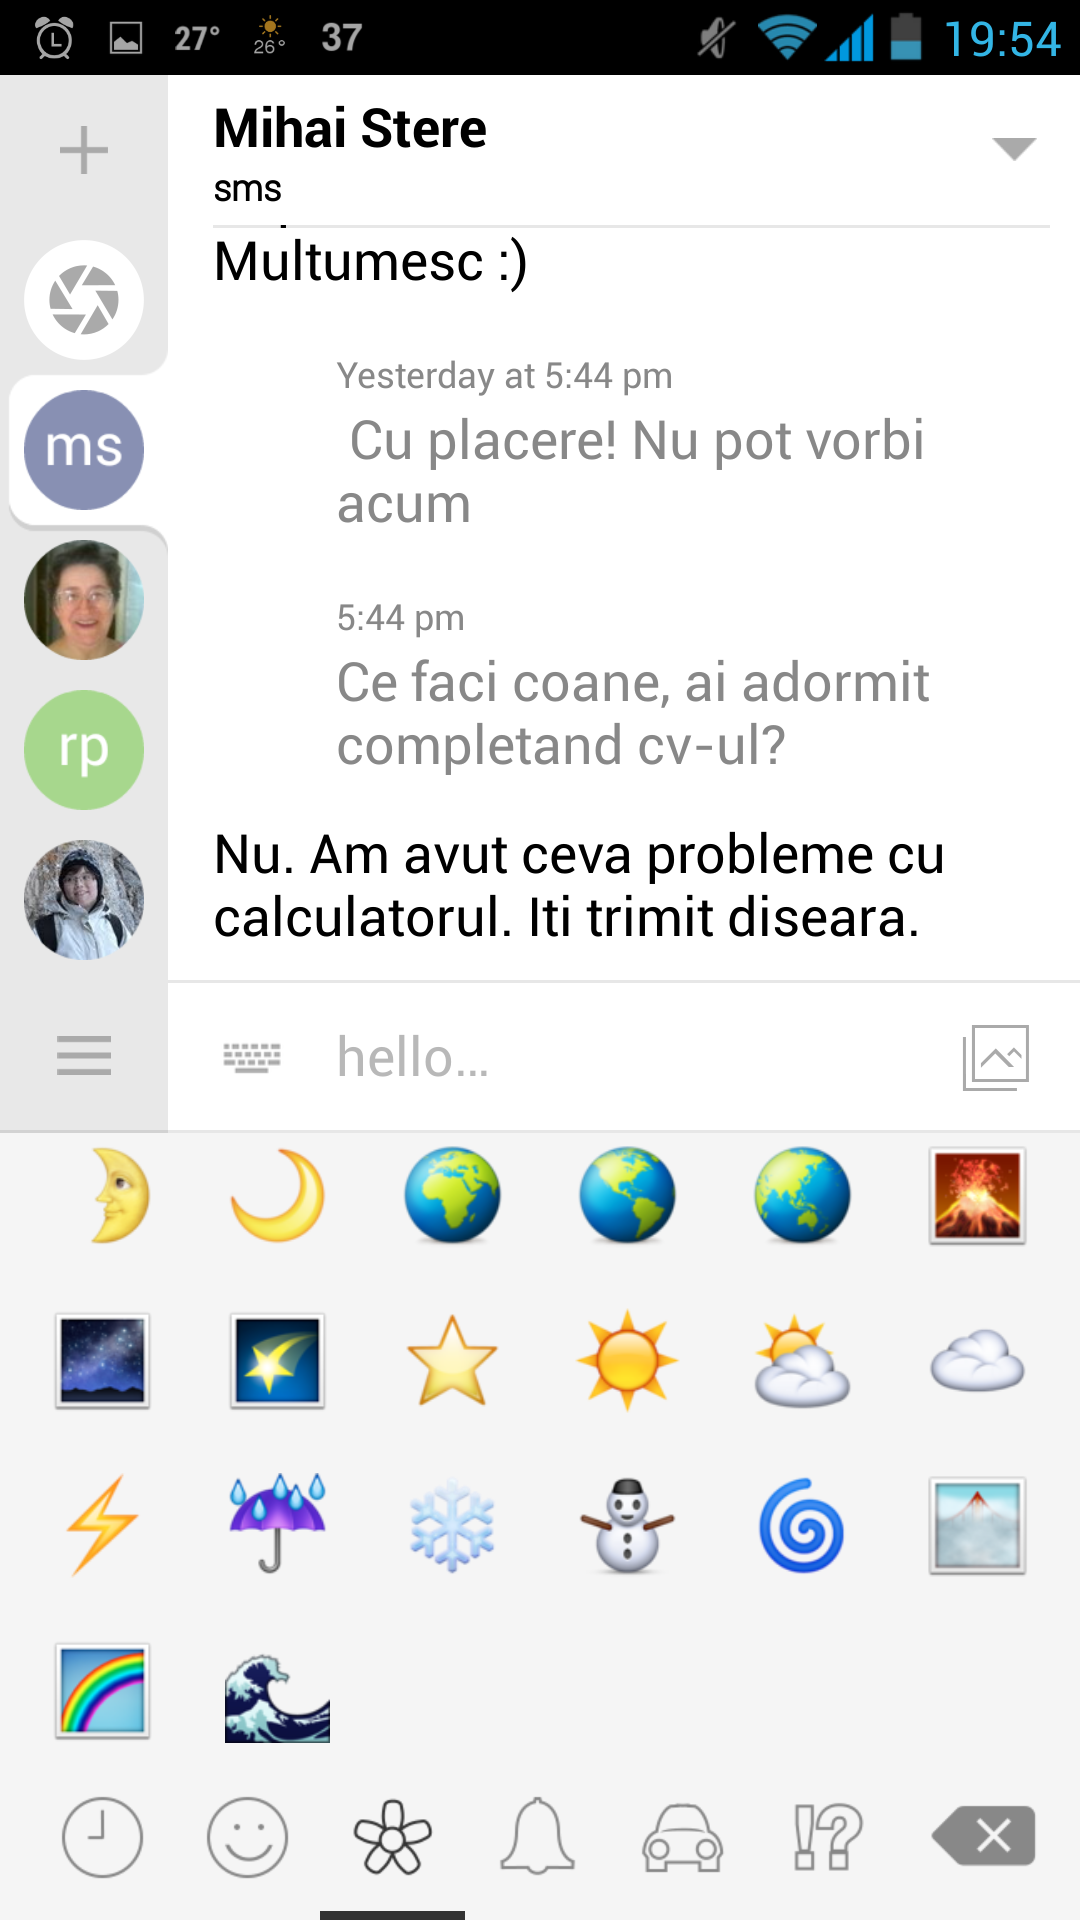 27° 26° 37 19:54
Mihai Stere
sms
Multumesc :)
Yesterday at 5:44 pm
Cu placere! Nu pot vorbi
acum
ms
5:44 pm
Ce faci coane, ai adormit
completand cv-ul?
rp
Nu. Am avut ceva probleme cu
calculatorul. Iti trimit diseara.
hello...
!?